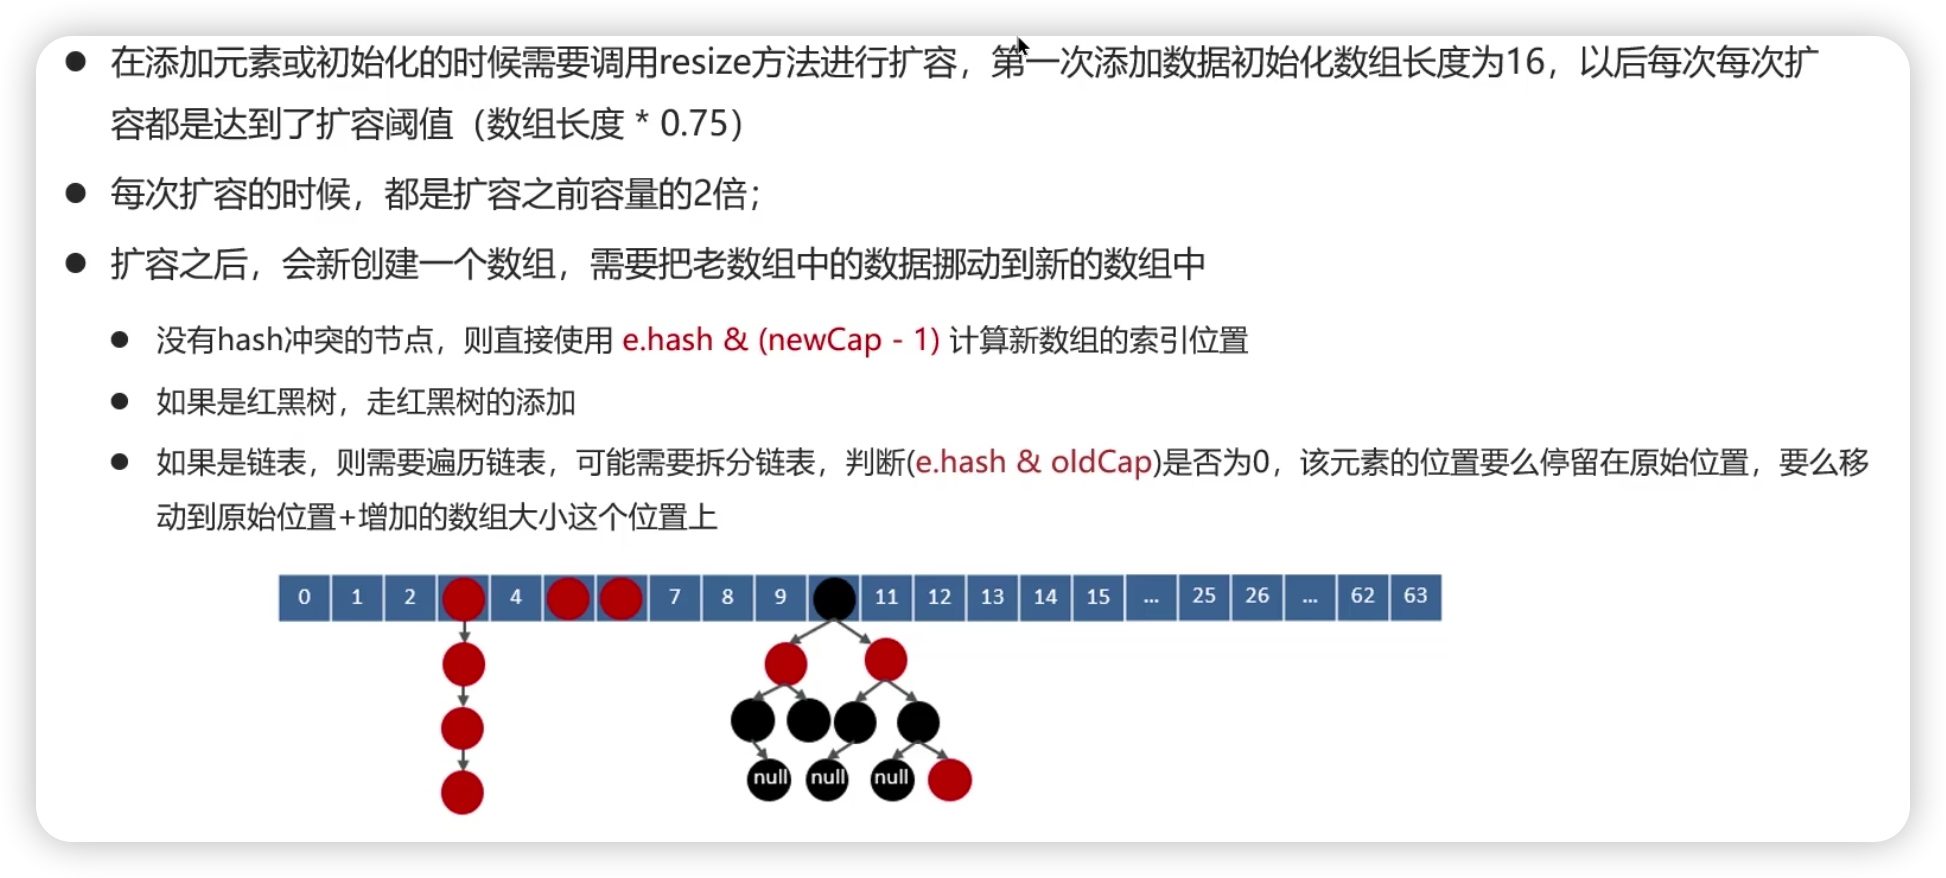 在添加元素或初始化的时候需要调用resize方法进行扩容，第一次添加数据初始化数组长度为16，以后每次每次扩
容都是达到了扩容阈值（数组长度 * 0.75）
每次扩容的时候，都是扩容之前容量的2倍；
扩容之后，会新创建一个数组，需要把老数组中的数据挪动到新的数组中
没有hash冲突的节点，则直接使用 e.hash & (newCap - 1) 计算新数组的索引位置
如果是红黑树，走红黑树的添加
如果是链表，则需要遍历链表，可能需要拆分链表，判断(e.hash & oldCap)是否为0，该元素的位置要么停留在原始位置，要么移
动到原始位置+增加的数组大小这个位置上
0 1 2 4 7 8 9 11 12 13 14 15 ... 25 26 ... 62 63
null null null